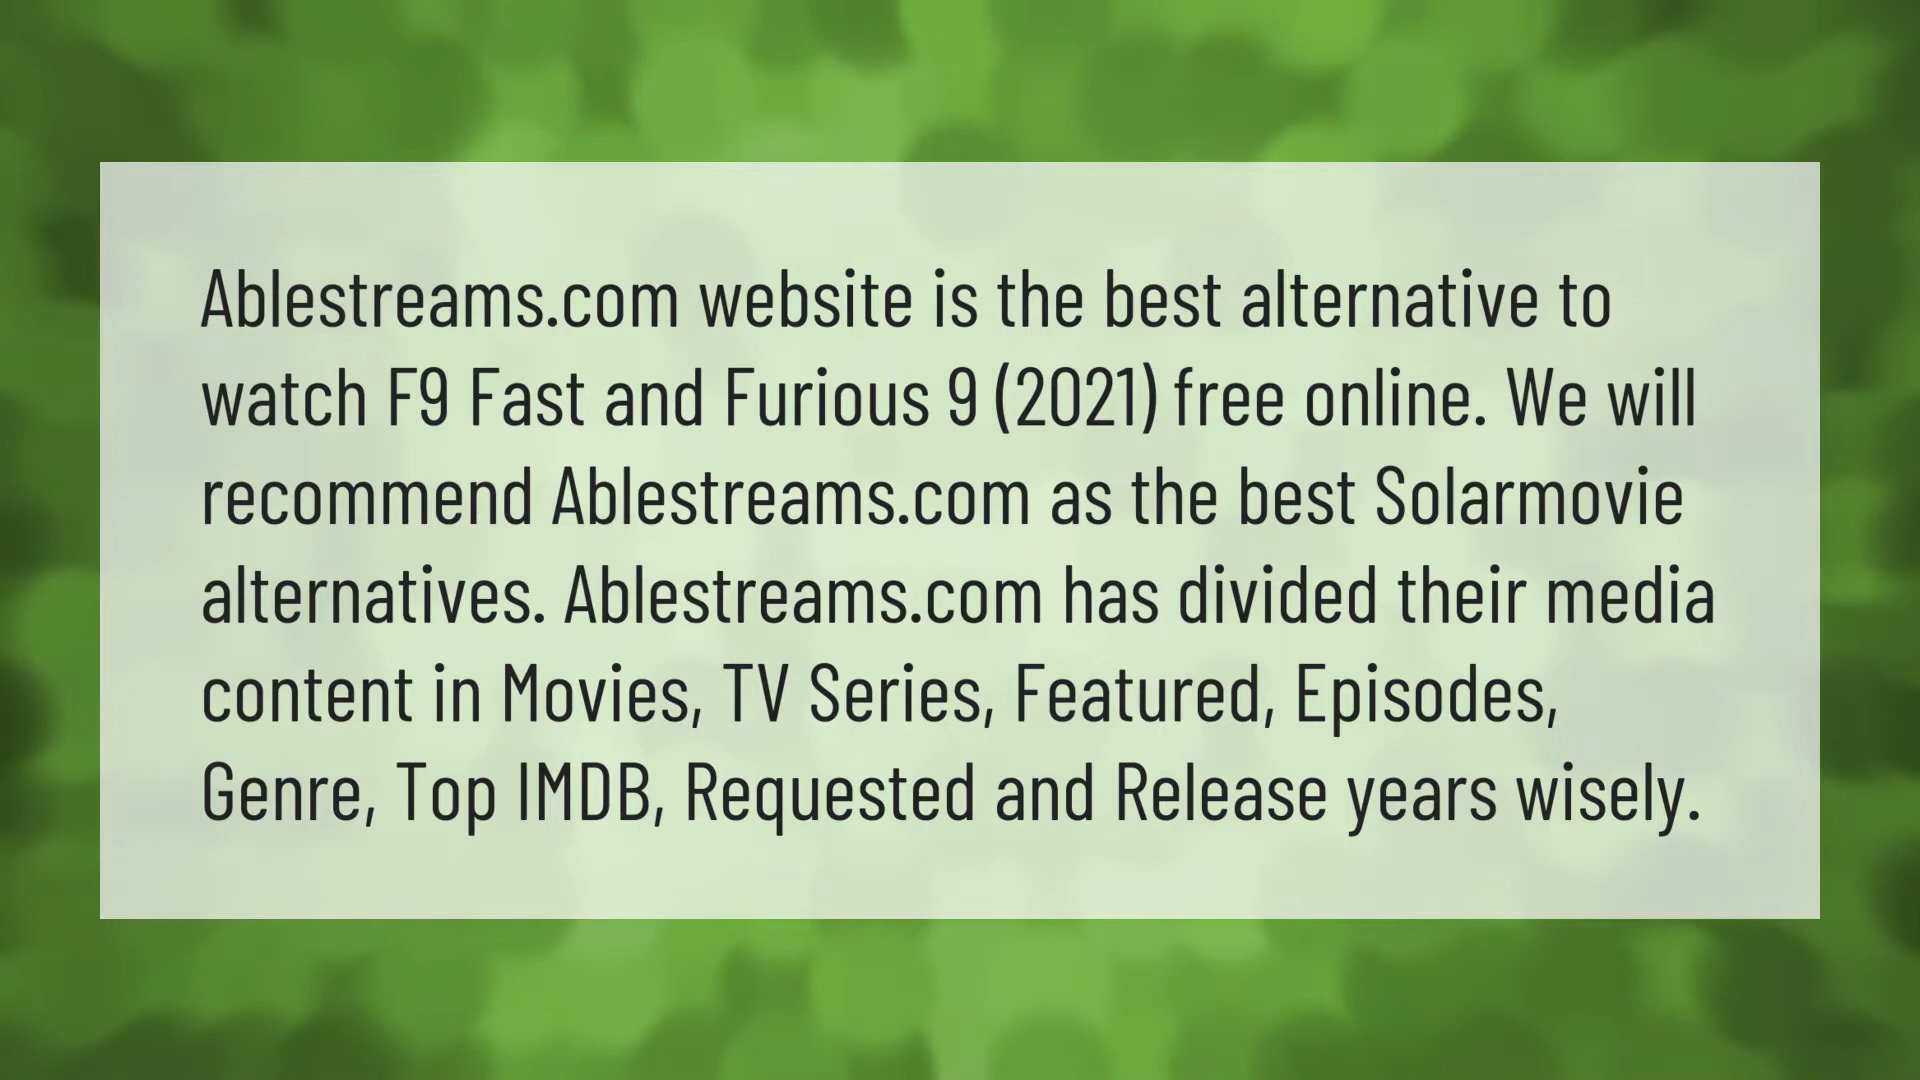 Ablestreams.com website is the best alternative to
watch F9 Fast and Furious 9 (2021) free online. We will
recommend Ablestreams.com as the best Solarmovie
alternatives. Ablestreams.com has divided their media
content in Movies, TV Series, Featured, Episodes,
Genre, Top IMDB, Requested and Release years wisely.